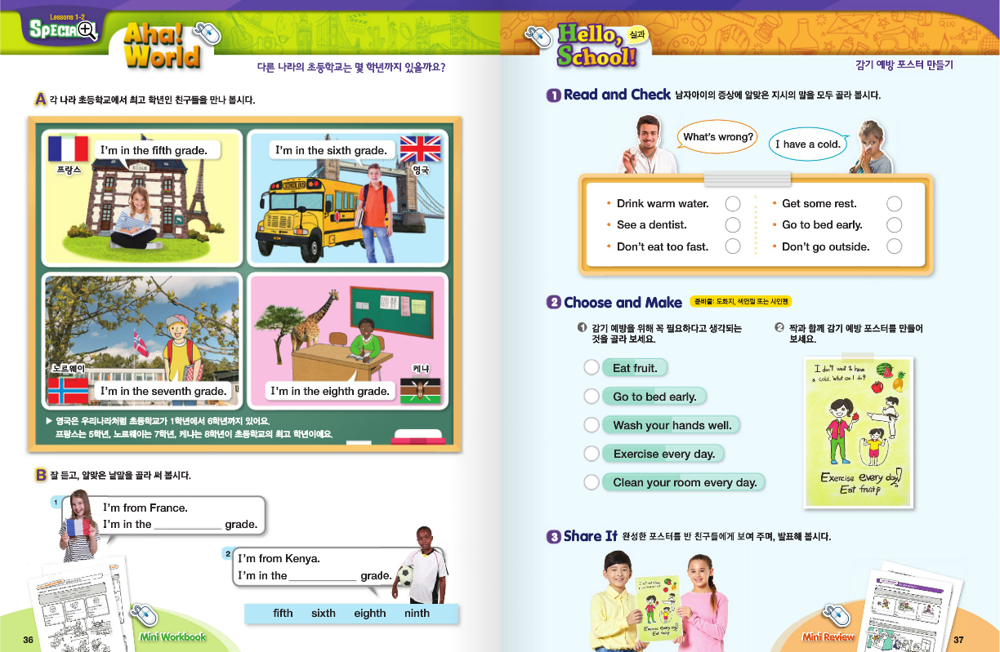 Lessons 1-2
SPECIAL
Aha!
World
다른 나라의 초등학교는 몇 학년까지 있을까요?
A 각 나라 초등학교에서 최고 학년인 친구들을 만나 봅시다.
I'm in the fifth grade.
프랑스
ÉCOLE
I'm in the sixth grade.
영국
SCHOOL BUS
노르웨이
I'm in the seventh grade.
케냐
I'm in the eighth grade.
▶ 영국은 우리나라처럼 초등학교가 1학년에서 6학년까지 있어요.
프랑스는 5학년, 노르웨이는 7학년, 케냐는 8학년이 초등학교의 최고 학년이에요.
B 잘 듣고, 알맞은 낱말을 골라 써 봅시다.
1
I'm from France.
I'm in the ____________ grade.
2
I'm from Kenya.
I'm in the ____________ grade.
fifth sixth eighth ninth
Mini Workbook
36
Hello,
School!
실과
감기 예방 포스터 만들기
1 Read and Check 남자아이의 증상에 알맞은 지시의 말을 모두 골라 봅시다.
What's wrong?
I have a cold.
• Drink warm water.
• See a dentist.
• Don't eat too fast.
• Get some rest.
• Go to bed early.
• Don't go outside.
2 Choose and Make 준비물: 도화지, 색연필 또는 사인펜
1 감기 예방을 위해 꼭 필요하다고 생각되는
것을 골라 보세요.
Eat fruit.
Go to bed early.
Wash your hands well.
Exercise every day.
Clean your room every day.
2 짝과 함께 감기 예방 포스터를 만들어
보세요.
I don't want to have
a cold. What can I do?
Exercise every day!
Eat fruit!
3 Share It 완성한 포스터를 반 친구들에게 보여 주며, 발표해 봅시다.
Exercise every day!
Eat fruit!
Mini Review
37